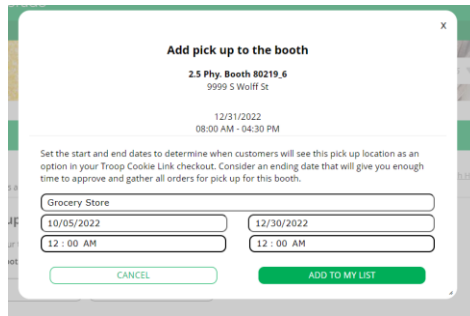 x
Add pick up to the booth
2.5 Phy. Booth 80219_6
9999 S Wolff St
12/31/2022
08:00 AM - 04:30 PM
Set the start and end dates to determine when customers will see this pick up location as an
option in your Troop Cookie Link checkout. Consider an ending date that will give you enough
time to approve and gather all orders for pick up for this booth.
Grocery Store
10/05/2022 12/30/2022
12 : 00 AM 12 : 00 AM
CANCEL ADD TO MY LIST